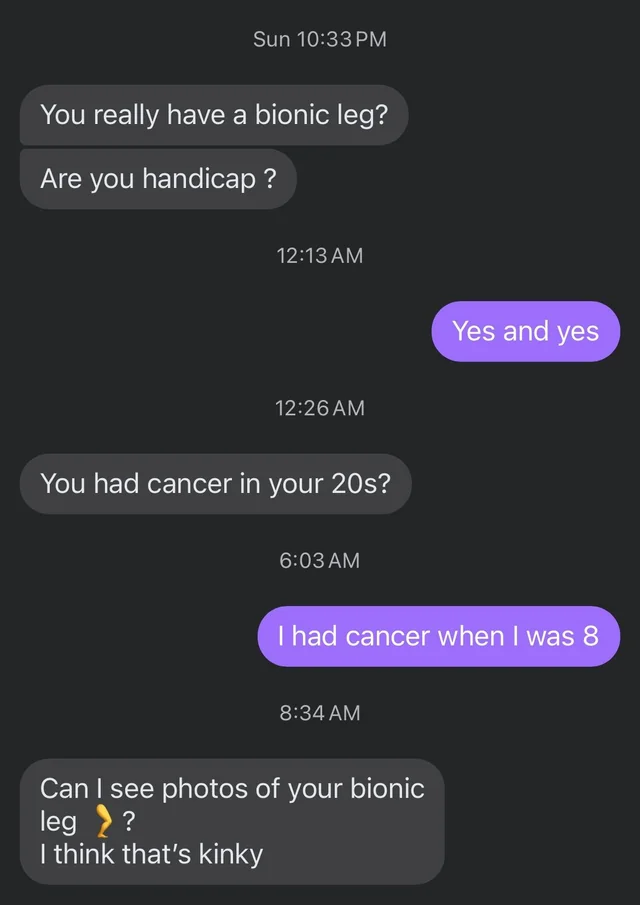 Sun 10:33 PM
You really have a bionic leg?
Are you handicap ?
12:13 AM
Yes and yes
12:26 AM
You had cancer in your 20s?
6:03 AM
I had cancer when I was 8
8:34 AM
Can I see photos of your bionic
leg 🦵 ?
I think that's kinky